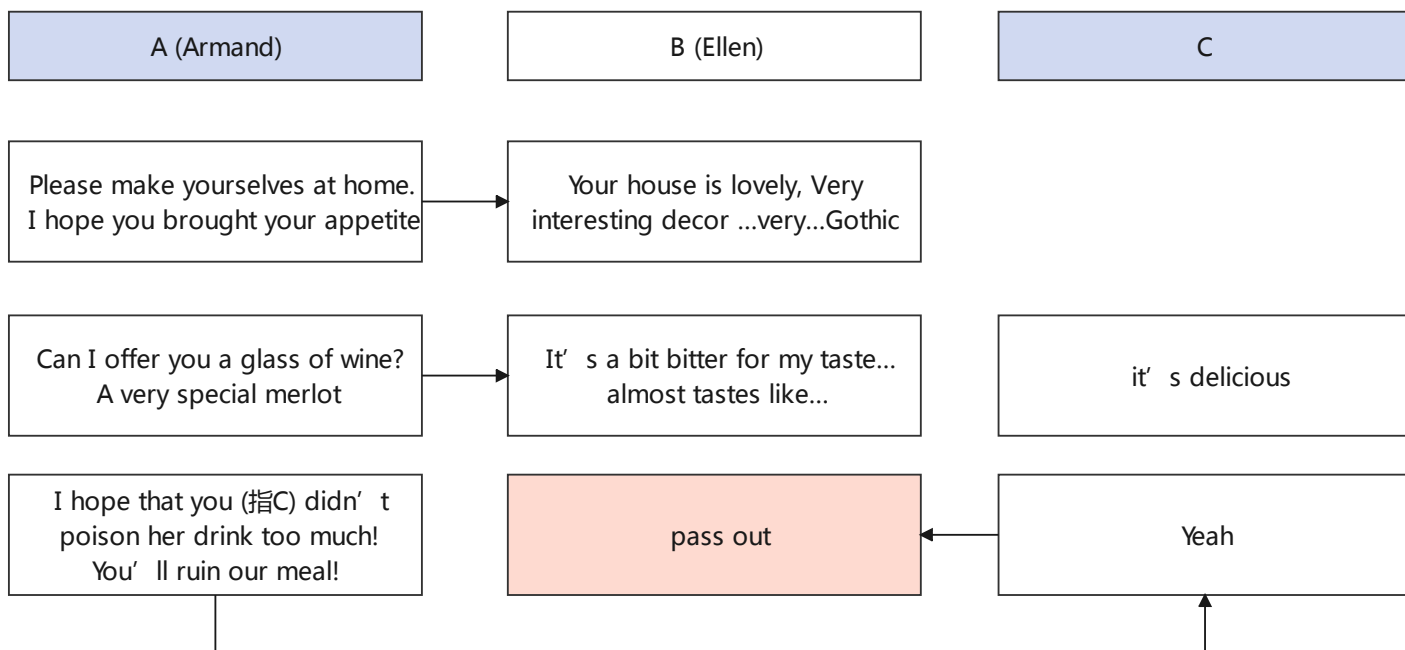 A (Armand)
B (Ellen)
C
Please make yourselves at home.
I hope you brought your appetite
Your house is lovely, Very
interesting decor …very…Gothic
Can I offer you a glass of wine?
A very special merlot
It’s a bit bitter for my taste…
almost tastes like…
it’s delicious
I hope that you (指C) didn’t
poison her drink too much!
You’ll ruin our meal!
pass out
Yeah